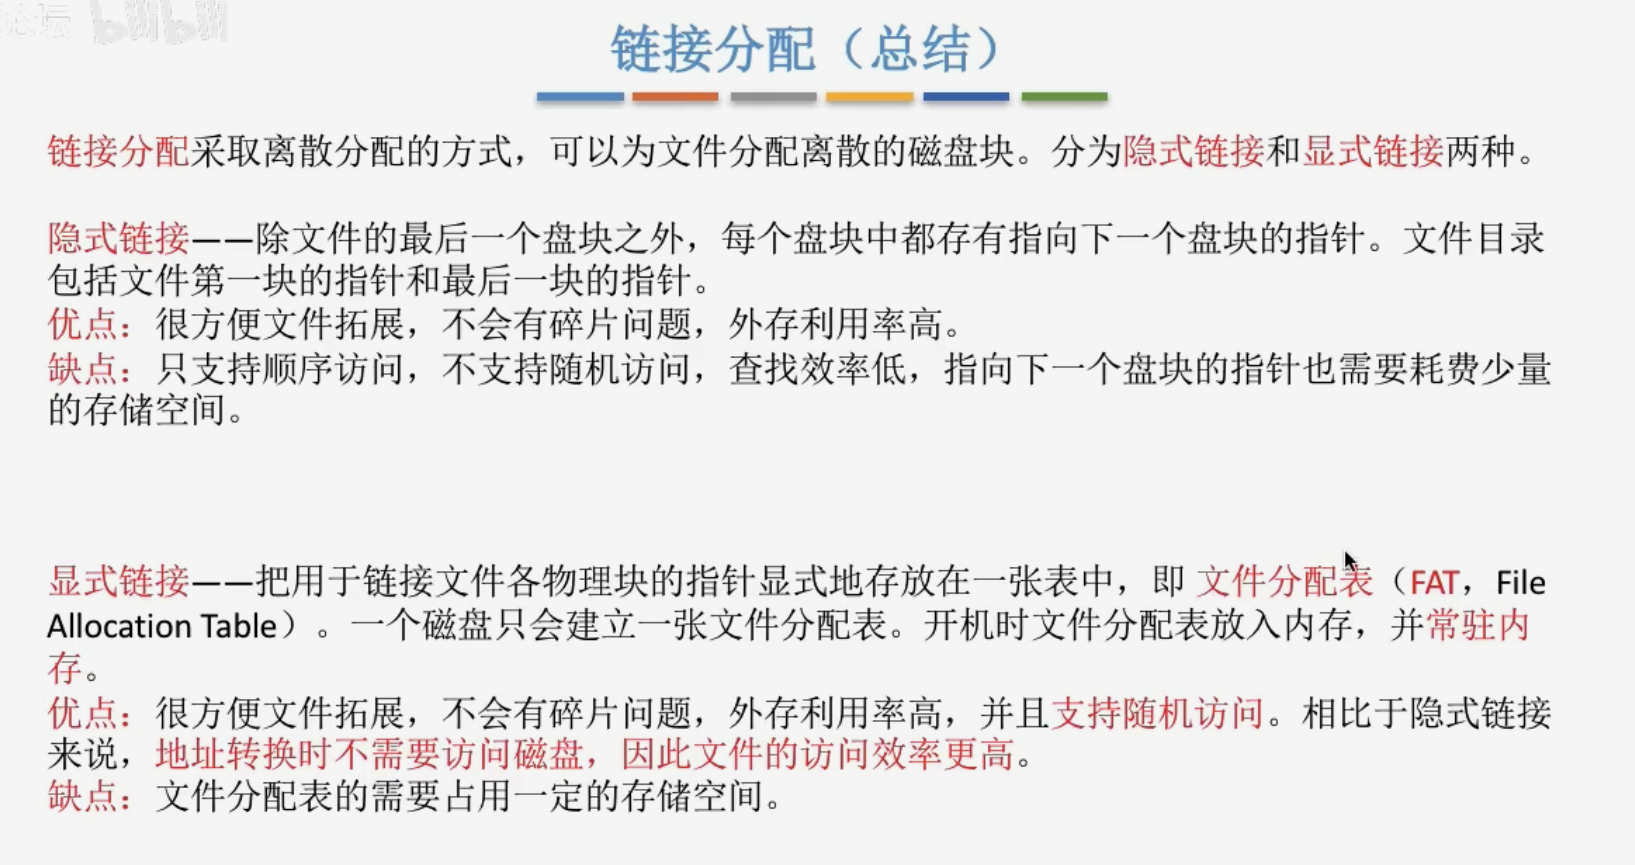 论坛 bilibili
链接分配（总结）
链接分配采取离散分配的方式，可以为文件分配离散的磁盘块。分为隐式链接和显式链接两种。
隐式链接——除文件的最后一个盘块之外，每个盘块中都存有指向下一个盘块的指针。文件目录
包括文件第一块的指针和最后一块的指针。
优点：很方便文件拓展，不会有碎片问题，外存利用率高。
缺点：只支持顺序访问，不支持随机访问，查找效率低，指向下一个盘块的指针也需要耗费少量
的存储空间。
显式链接——把用于链接文件各物理块的指针显式地存放在一张表中，即 文件分配表（FAT，File
Allocation Table）。一个磁盘只会建立一张文件分配表。开机时文件分配表放入内存，并常驻内
存。
优点：很方便文件拓展，不会有碎片问题，外存利用率高，并且支持随机访问。相比于隐式链接
来说，地址转换时不需要访问磁盘，因此文件的访问效率更高。
缺点：文件分配表的需要占用一定的存储空间。